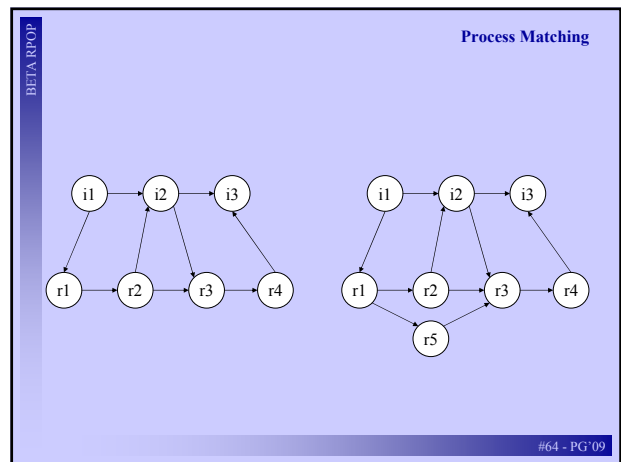 BETA RPOP
Process Matching
i1 i2 i3
r1 r2 r3 r4
i1 i2 i3
r1 r2 r3 r4
r5
#64 - PG'09